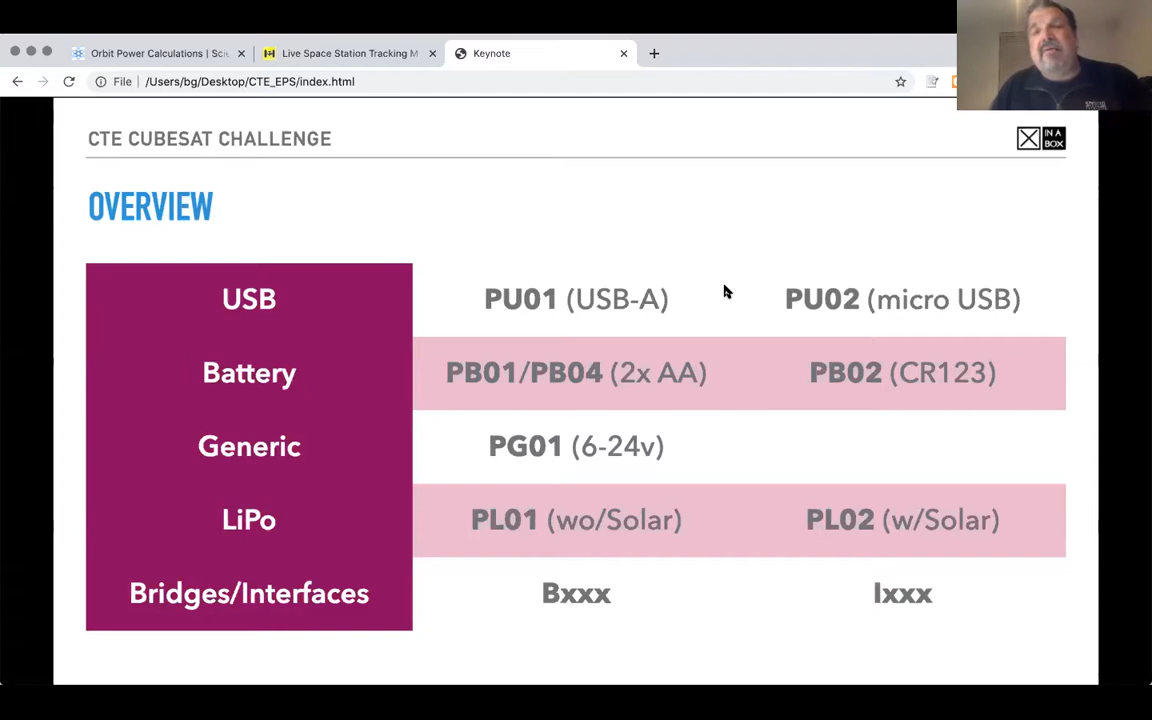 Orbit Power Calculations | Sci
Live Space Station Tracking M
Keynote
File | /Users/bg/Desktop/CTE_EPS/index.html
CTE CUBESAT CHALLENGE
IN A
BOX
OVERVIEW
USB PU01 (USB-A) PU02 (micro USB)
Battery PB01/PB04 (2x AA) PB02 (CR123)
Generic PG01 (6-24v)
LiPo PL01 (wo/Solar) PL02 (w/Solar)
Bridges/Interfaces Bxxx Ixxx